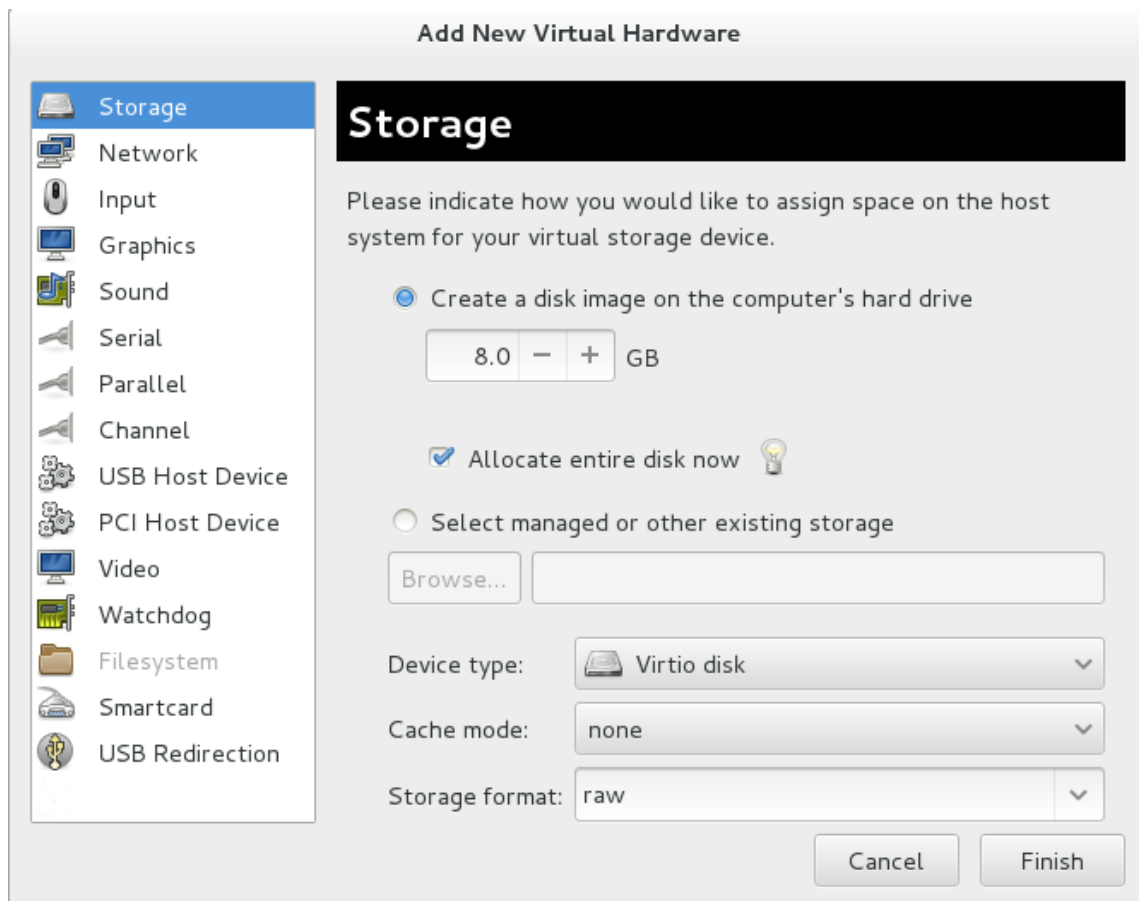 Add New Virtual Hardware
Storage
Network
Input
Graphics
Sound
Serial
Parallel
Channel
USB Host Device
PCI Host Device
Video
Watchdog
Filesystem
Smartcard
USB Redirection
Storage
Please indicate how you would like to assign space on the host
system for your virtual storage device.
Create a disk image on the computer's hard drive
8.0 − + GB
Allocate entire disk now
Select managed or other existing storage
Browse...
Device type: Virtio disk
Cache mode: none
Storage format: raw
Cancel Finish